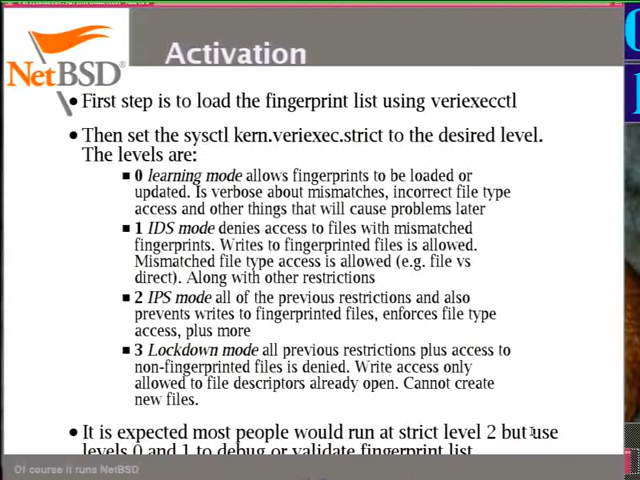 NetBSD®
Activation
• First step is to load the fingerprint list using veriexecctl
• Then set the sysctl kern.veriexec.strict to the desired level.
The levels are:
■ 0 learning mode allows fingerprints to be loaded or
updated. Is verbose about mismatches, incorrect file type
access and other things that will cause problems later
■ 1 IDS mode denies access to files with mismatched
fingerprints. Writes to fingerprinted files is allowed.
Mismatched file type access is allowed (e.g. file vs
direct). Along with other restrictions
■ 2 IPS mode all of the previous restrictions and also
prevents writes to fingerprinted files, enforces file type
access, plus more
■ 3 Lockdown mode all previous restrictions plus access to
non-fingerprinted files is denied. Write access only
allowed to file descriptors already open. Cannot create
new files.
• It is expected most people would run at strict level 2 but use
levels 0 and 1 to debug or validate fingerprint list
Of course it runs NetBSD